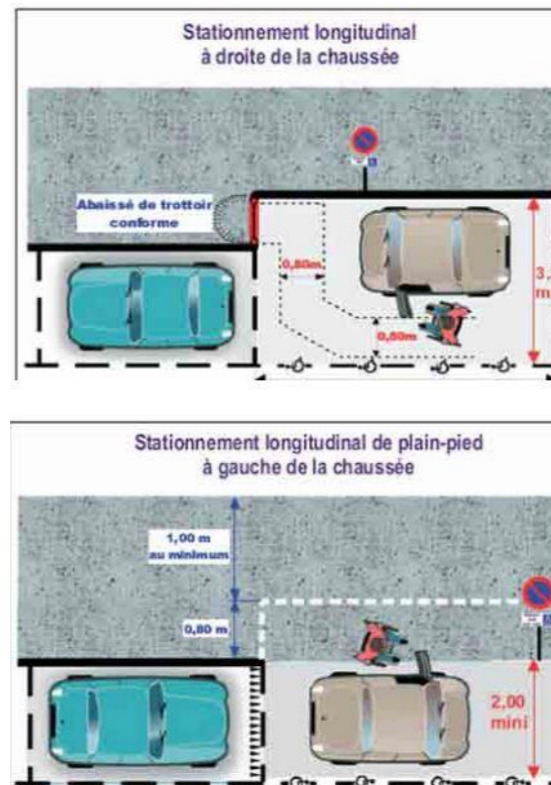 Stationnement longitudinal
à droite de la chaussée
Abaissé de trottoir
conforme
0,80m
3,
m
0,80m
Stationnement longitudinal de plain-pied
à gauche de la chaussée
1,00 m
au minimum
0,80 m
2,00
mini